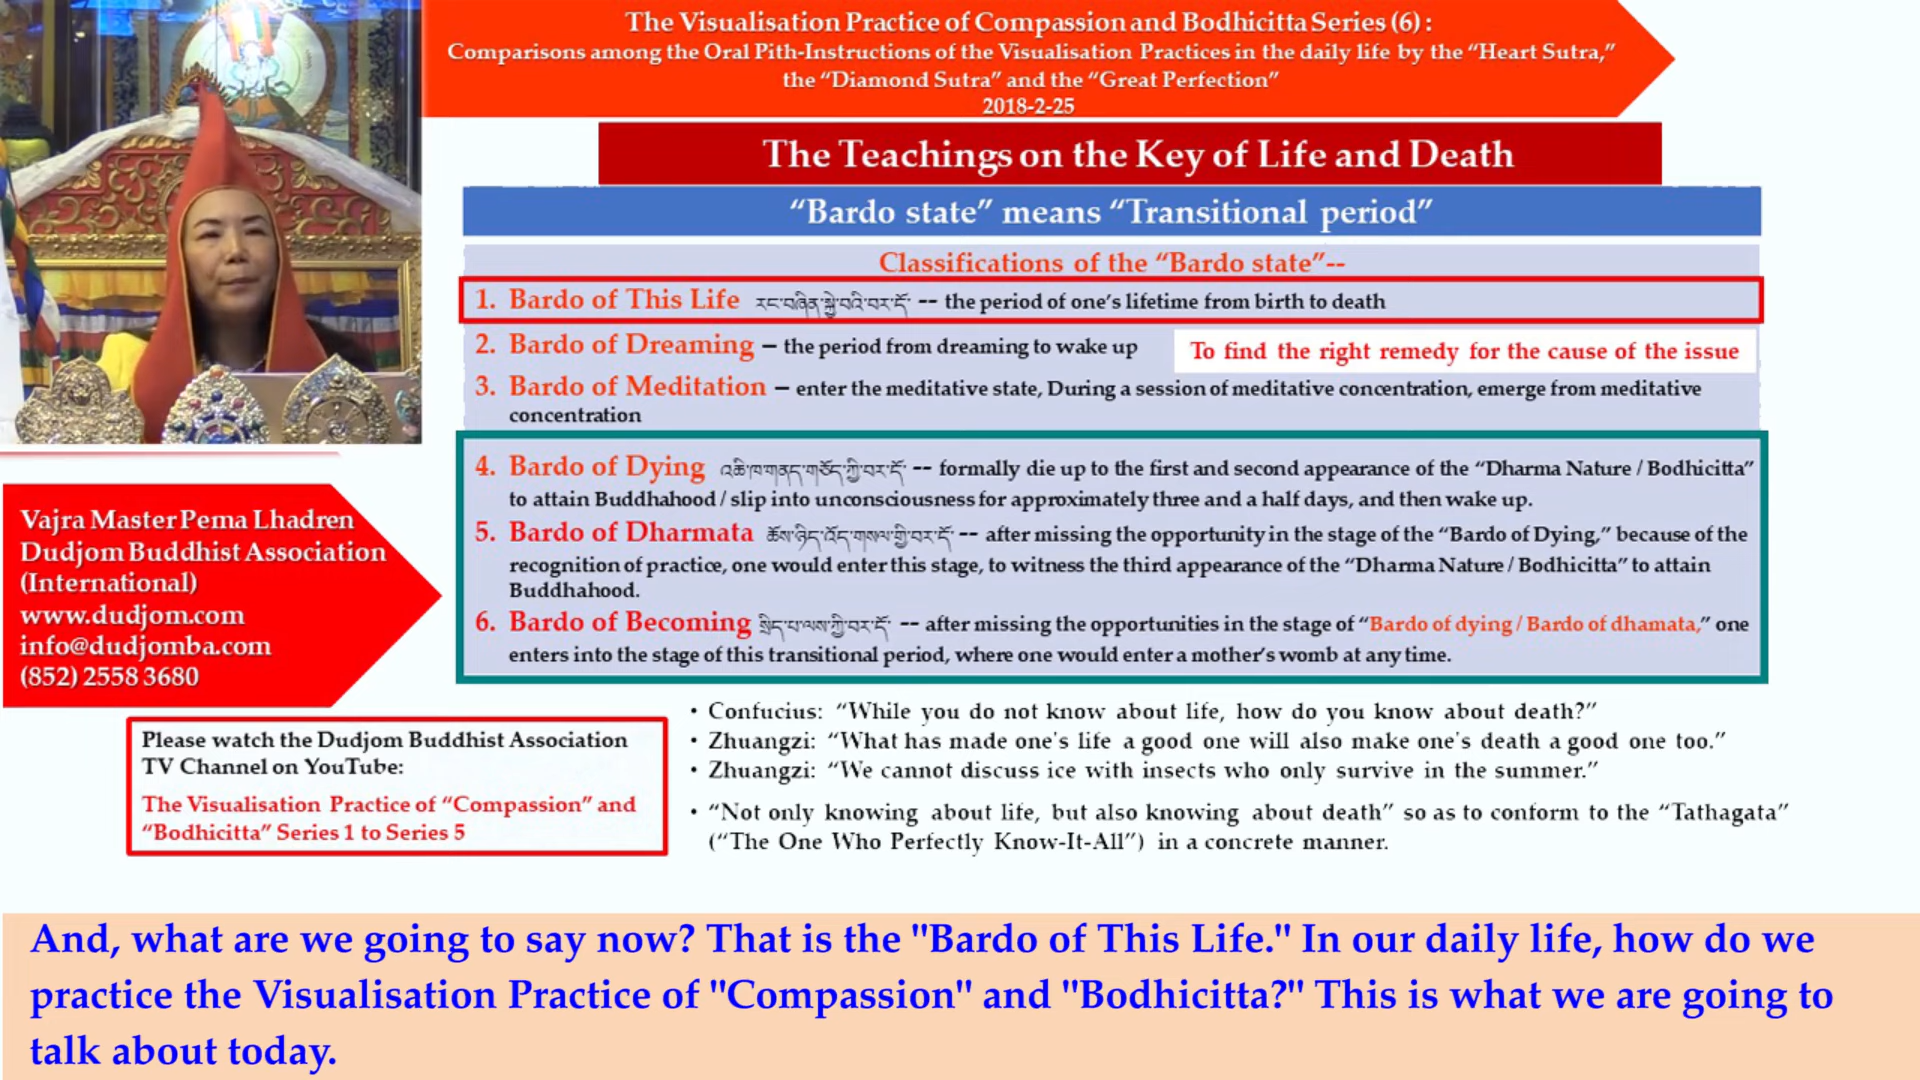 The Visualisation Practice of Compassion and Bodhicitta Series (6) :
Comparisons among the Oral Pith-Instructions of the Visualisation Practices in the daily life by the “Heart Sutra,”
the “Diamond Sutra” and the “Great Perfection”
2018-2-25
The Teachings on the Key of Life and Death
“Bardo state” means “Transitional period”
Classifications of the “Bardo state”--
1. Bardo of This Life རང་བཞིན་སྐྱེ་བའི་བར་དོ་ -- the period of one’s lifetime from birth to death
2. Bardo of Dreaming – the period from dreaming to wake up
To find the right remedy for the cause of the issue
3. Bardo of Meditation – enter the meditative state, During a session of meditative concentration, emerge from meditative
concentration
4. Bardo of Dying འཆི་ཁ་གནད་གཅོད་ཀྱི་བར་དོ་ -- formally die up to the first and second appearance of the “Dharma Nature / Bodhicitta”
to attain Buddhahood / slip into unconsciousness for approximately three and a half days, and then wake up.
5. Bardo of Dharmata ཆོས་ཉིད་འོད་གསལ་གྱི་བར་དོ་ -- after missing the opportunity in the stage of the “Bardo of Dying,” because of the
recognition of practice, one would enter this stage, to witness the third appearance of the “Dharma Nature / Bodhicitta” to attain
Buddhahood.
6. Bardo of Becoming སྲིད་པ་ལས་ཀྱི་བར་དོ་ -- after missing the opportunities in the stage of “Bardo of dying / Bardo of dhamata,” one
enters into the stage of this transitional period, where one would enter a mother’s womb at any time.
Vajra Master Pema Lhadren
Dudjom Buddhist Association
(International)
www.dudjom.com
info@dudjomba.com
(852) 2558 3680
Please watch the Dudjom Buddhist Association
TV Channel on YouTube:
The Visualisation Practice of “Compassion” and
“Bodhicitta” Series 1 to Series 5
• Confucius: “While you do not know about life, how do you know about death?”
• Zhuangzi: “What has made one's life a good one will also make one's death a good one too.”
• Zhuangzi: “We cannot discuss ice with insects who only survive in the summer.”
• “Not only knowing about life, but also knowing about death” so as to conform to the “Tathagata”
(“The One Who Perfectly Know-It-All”) in a concrete manner.
And, what are we going to say now? That is the "Bardo of This Life." In our daily life, how do we
practice the Visualisation Practice of "Compassion" and "Bodhicitta?" This is what we are going to
talk about today.